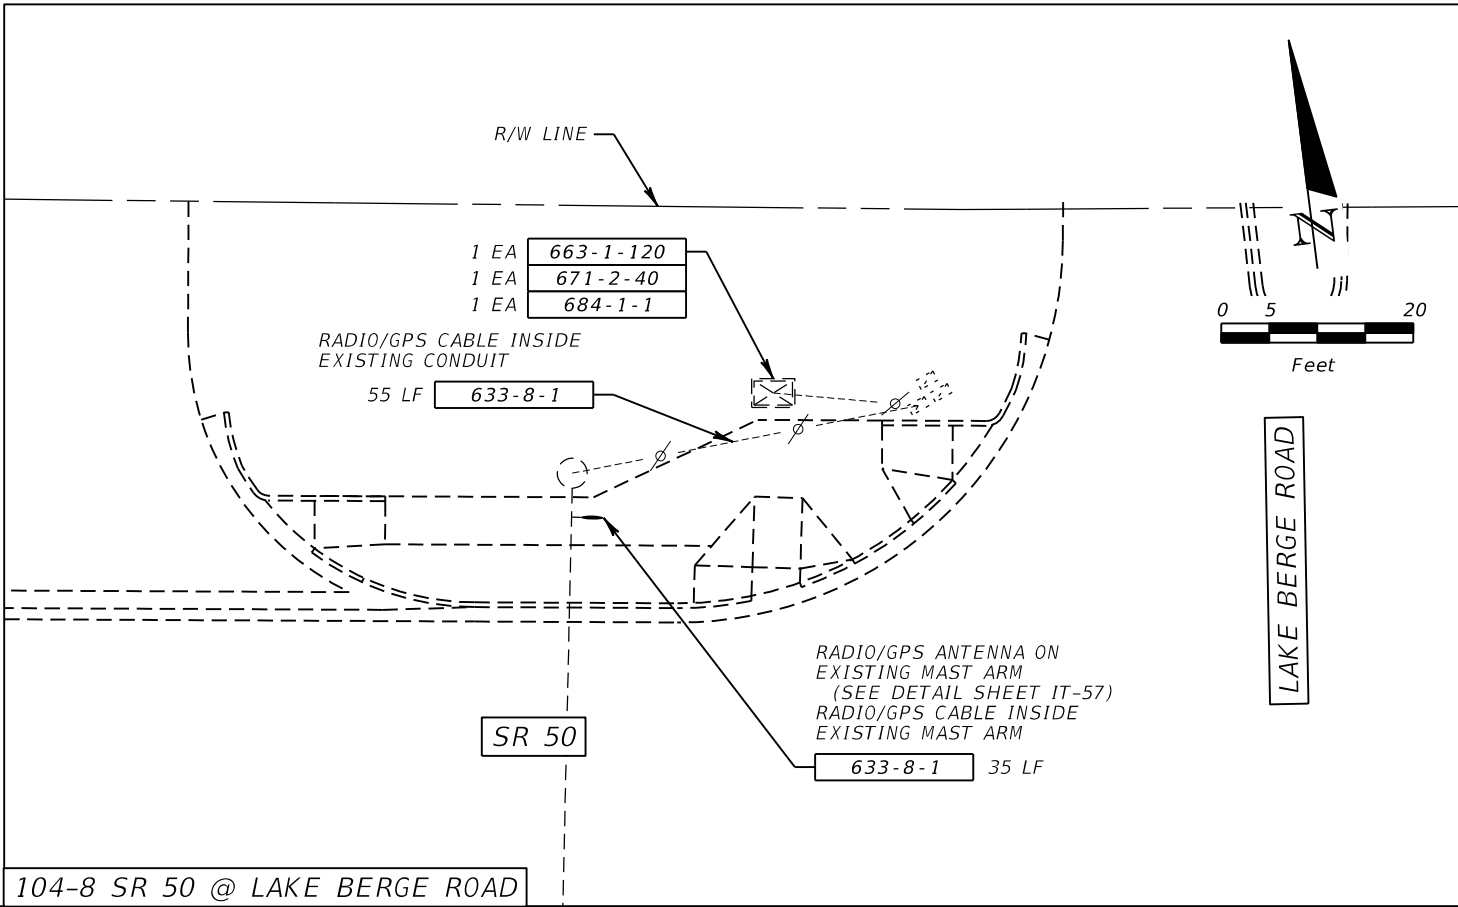 R/W LINE
1 EA 663-1-120
1 EA 671-2-40
1 EA 684-1-1
RADIO/GPS CABLE INSIDE
EXISTING CONDUIT
55 LF 633-8-1
N
0 5 20
Feet
LAKE BERGE ROAD
RADIO/GPS ANTENNA ON
EXISTING MAST ARM
(SEE DETAIL SHEET IT-57)
RADIO/GPS CABLE INSIDE
EXISTING MAST ARM
633-8-1 35 LF
SR 50
104-8 SR 50 @ LAKE BERGE ROAD